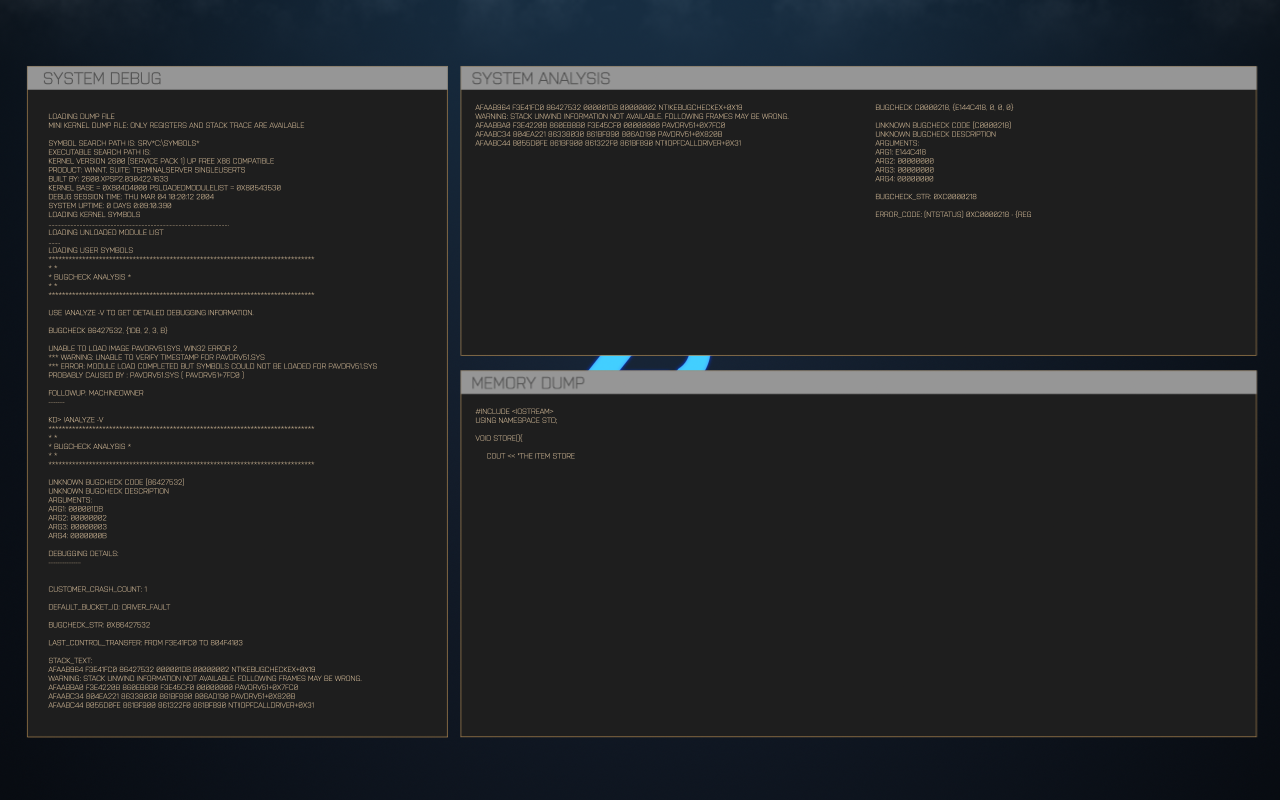 SYSTEM DEBUG
LOADING DUMP FILE
MINI KERNEL DUMP FILE: ONLY REGISTERS AND STACK TRACE ARE AVAILABLE
SYMBOL SEARCH PATH IS: SRV*C:\SYMBOLS*
EXECUTABLE SEARCH PATH IS:
KERNEL VERSION 2600 (SERVICE PACK 1) UP FREE X86 COMPATIBLE
PRODUCT: WINNT, SUITE: TERMINALSERVER SINGLEUSERTS
BUILT BY: 2600.XPSP2.030422-1633
KERNEL BASE = 0X804D4000 PSLOADEDMODULELIST = 0X80543530
DEBUG SESSION TIME: THU MAR 04 18:20:12 2004
SYSTEM UPTIME: 0 DAYS 0:09:10.390
LOADING KERNEL SYMBOLS
LOADING UNLOADED MODULE LIST
LOADING USER SYMBOLS
*******************************************************************************
* *
* BUGCHECK ANALYSIS *
* *
*******************************************************************************
USE !ANALYZE -V TO GET DETAILED DEBUGGING INFORMATION.
BUGCHECK 86427532, {1DB, 2, 3, B}
UNABLE TO LOAD IMAGE PAVDRV51.SYS, WIN32 ERROR 2
*** WARNING: UNABLE TO VERIFY TIMESTAMP FOR PAVDRV51.SYS
*** ERROR: MODULE LOAD COMPLETED BUT SYMBOLS COULD NOT BE LOADED FOR PAVDRV51.SYS
PROBABLY CAUSED BY : PAVDRV51.SYS ( PAVDRV51+7FC0 )
FOLLOWUP: MACHINEOWNER
---------
KD> !ANALYZE -V
*******************************************************************************
* *
* BUGCHECK ANALYSIS *
* *
*******************************************************************************
UNKNOWN BUGCHECK CODE (86427532)
UNKNOWN BUGCHECK DESCRIPTION
ARGUMENTS:
ARG1: 000001DB
ARG2: 00000002
ARG3: 00000003
ARG4: 0000000B
DEBUGGING DETAILS:
------------------
CUSTOMER_CRASH_COUNT: 1
DEFAULT_BUCKET_ID: DRIVER_FAULT
BUGCHECK_STR: 0X86427532
LAST_CONTROL_TRANSFER: FROM F3E41FC0 TO 804F4103
STACK_TEXT:
AFAAB964 F3E41FC0 86427532 000001DB 00000002 NT!KEBUGCHECKEX+0X19
WARNING: STACK UNWIND INFORMATION NOT AVAILABLE. FOLLOWING FRAMES MAY BE WRONG.
AFAABBA0 F3E4220B 860EBBB0 F3E45CF0 00000000 PAVDRV51+0X7FC0
AFAABC34 804EA221 86338030 861BF890 806AD190 PAVDRV51+0X820B
AFAABC44 8055D0FE 861BF900 861322F0 861BF890 NT!IOPFCALLDRIVER+0X31
SYSTEM ANALYSIS
AFAAB964 F3E41FC0 86427532 000001DB 00000002 NT!KEBUGCHECKEX+0X19
WARNING: STACK UNWIND INFORMATION NOT AVAILABLE. FOLLOWING FRAMES MAY BE WRONG.
AFAABBA0 F3E4220B 860EBBB0 F3E45CF0 00000000 PAVDRV51+0X7FC0
AFAABC34 804EA221 86338030 861BF890 806AD190 PAVDRV51+0X820B
AFAABC44 8055D0FE 861BF900 861322F0 861BF890 NT!IOPFCALLDRIVER+0X31
BUGCHECK C0000218, {E144C418, 0, 0, 0}
UNKNOWN BUGCHECK CODE (C0000218)
UNKNOWN BUGCHECK DESCRIPTION
ARGUMENTS:
ARG1: E144C418
ARG2: 00000000
ARG3: 00000000
ARG4: 00000000
BUGCHECK_STR: 0XC0000218
ERROR_CODE: (NTSTATUS) 0XC0000218 - {REG
MEMORY DUMP
#INCLUDE <IOSTREAM>
USING NAMESPACE STD;
VOID STORE(){
COUT << "THE ITEM STORE